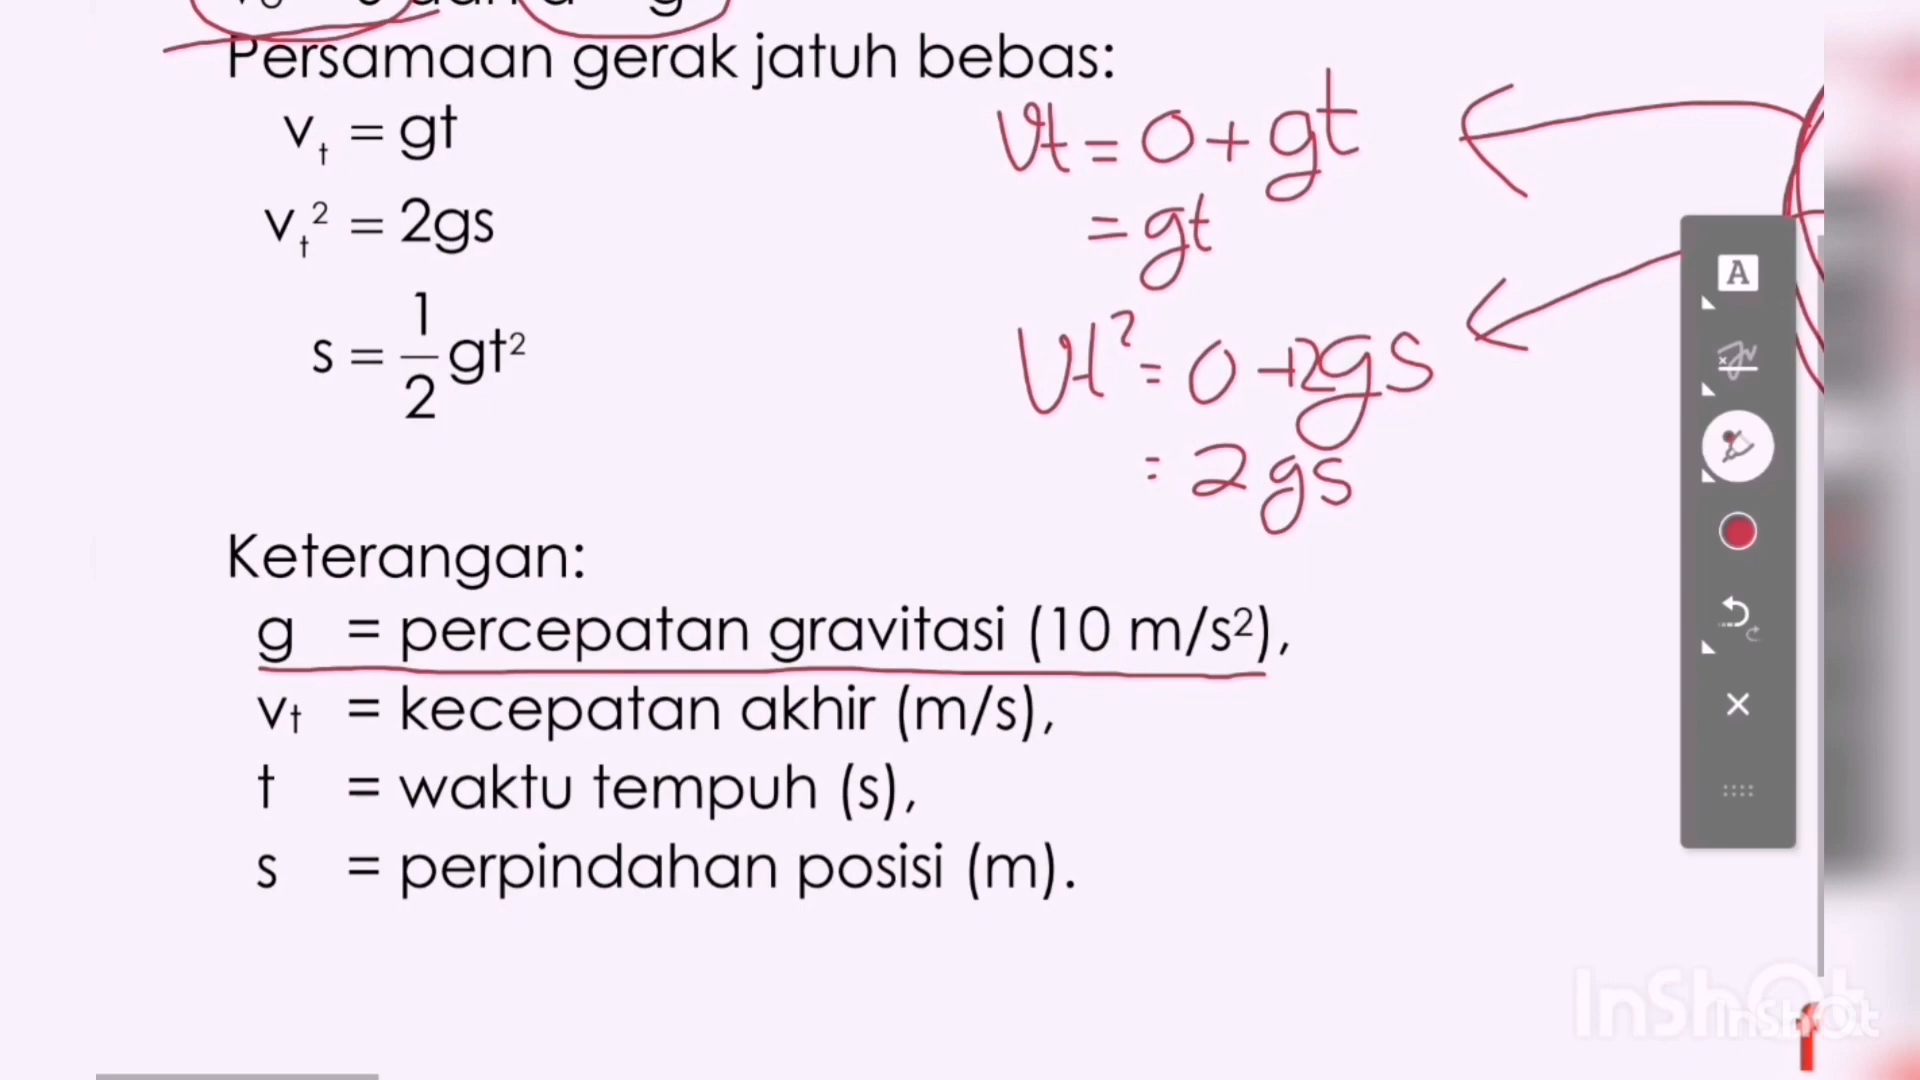 Persamaan gerak jatuh bebas:
vt = gt
vt² = 2gs
s = 1/2 gt²
Vt = 0 + gt
= gt
Vt² = 0 + 2gs
= 2gs
Keterangan:
g = percepatan gravitasi (10 m/s²),
vt = kecepatan akhir (m/s),
t = waktu tempuh (s),
s = perpindahan posisi (m).
A
InShOt
InShOt